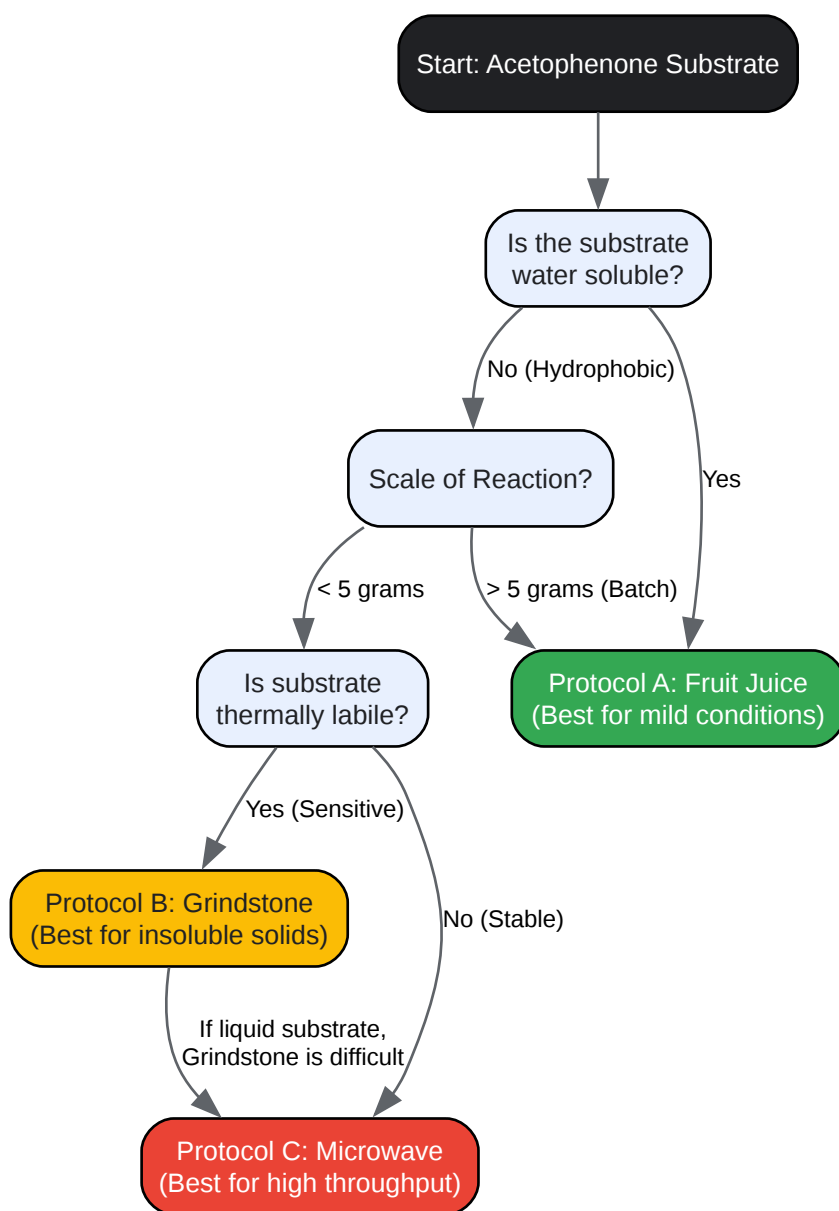 Start: Acetophenone Substrate
Is the substrate
water soluble?
No (Hydrophobic)
Yes
Scale of Reaction?
< 5 grams
> 5 grams (Batch)
Is substrate
thermally labile?
Protocol A: Fruit Juice
(Best for mild conditions)
Yes (Sensitive)
Protocol B: Grindstone
(Best for insoluble solids)
No (Stable)
If liquid substrate,
Grindstone is difficult
Protocol C: Microwave
(Best for high throughput)